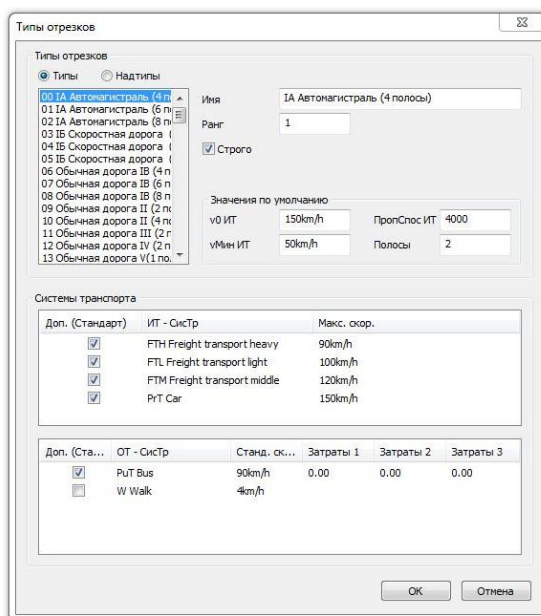 Типы отрезков
Типы отрезков
Типы Надтипы
00 IA Автомагистраль (4 по
01 IA Автомагистраль (6 п
02 IA Автомагистраль (8 п
03 IБ Скоростная дорога (
04 IБ Скоростная дорога (
05 IБ Скоростная дорога (
06 Обычная дорога IВ (4 п
07 Обычная дорога IВ (6 п
08 Обычная дорога IВ (8 п
09 Обычная дорога II (2 по
10 Обычная дорога II (4 по
11 Обычная дорога III (2 г
12 Обычная дорога IV (2 п
13 Обычная дорога V(1 по.
Имя IA Автомагистраль (4 полосы)
Ранг 1
Строго
Значения по умолчанию
v0 ИТ 150km/h ПропСпос ИТ 4000
vМин ИТ 50km/h Полосы 2
Системы транспорта
Доп. (Стандарт) ИТ - СисТр Макс. скор.
FTH Freight transport heavy 90km/h
FTL Freight transport light 100km/h
FTM Freight transport middle 120km/h
PrT Car 150km/h
Доп. (Ста... ОТ - СисТр Станд. ск... Затраты 1 Затраты 2 Затраты 3
PuT Bus 90km/h 0.00 0.00 0.00
W Walk 4km/h
OK Отмена